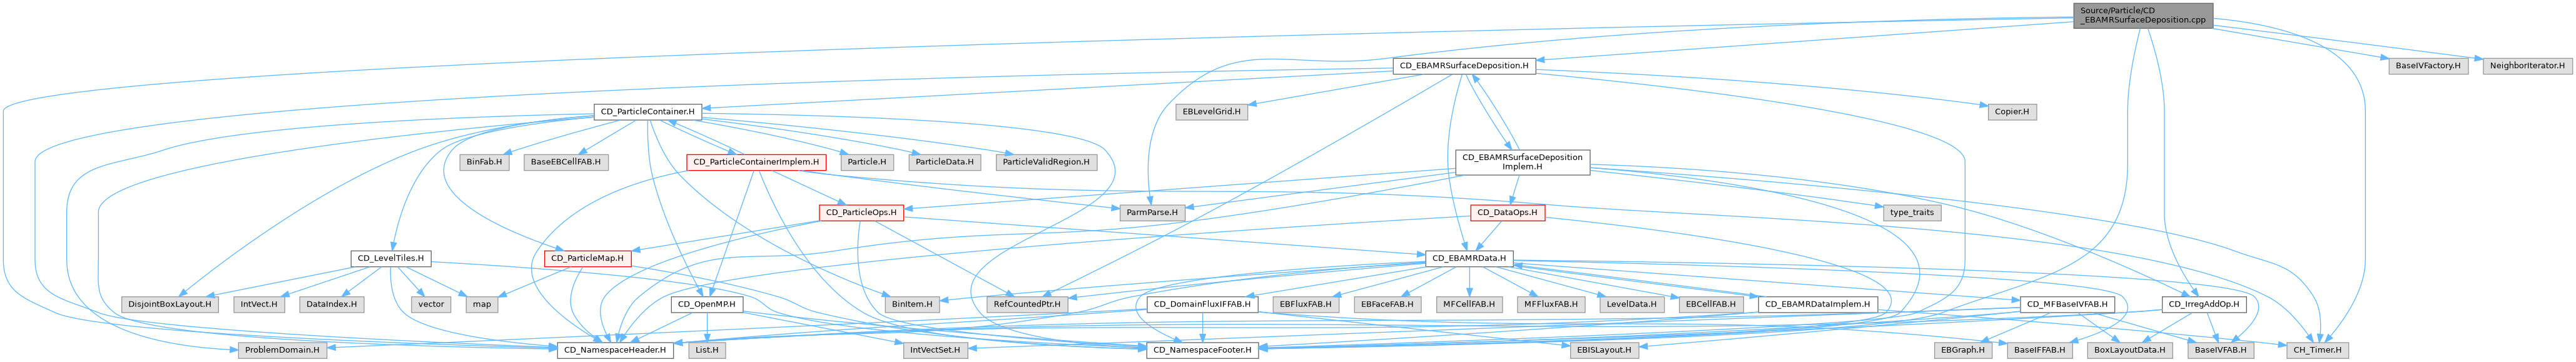 Source/Particle/CD
_EBAMRSurfaceDeposition.cpp
CD_EBAMRSurfaceDeposition.H
BaseIVFactory.H
NeighborIterator.H
CD_ParticleContainer.H
EBLevelGrid.H
Copier.H
BinFab.H
BaseEBCellFAB.H
CD_ParticleContainerImplem.H
Particle.H
ParticleData.H
ParticleValidRegion.H
CD_EBAMRSurfaceDeposition
Implem.H
CD_ParticleOps.H
ParmParse.H
CD_DataOps.H
type_traits
CD_LevelTiles.H
CD_ParticleMap.H
CD_EBAMRData.H
DisjointBoxLayout.H
IntVect.H
DataIndex.H
vector
map
CD_OpenMP.H
BinItem.H
RefCountedPtr.H
CD_DomainFluxIFFAB.H
EBFluxFAB.H
EBFaceFAB.H
MFCellFAB.H
MFFluxFAB.H
LevelData.H
EBCellFAB.H
CD_EBAMRDataImplem.H
CD_MFBaseIVFAB.H
CD_IrregAddOp.H
ProblemDomain.H
CD_NamespaceHeader.H
List.H
IntVectSet.H
CD_NamespaceFooter.H
EBISLayout.H
EBGraph.H
BaseIFFAB.H
BoxLayoutData.H
BaseIVFAB.H
CH_Timer.H